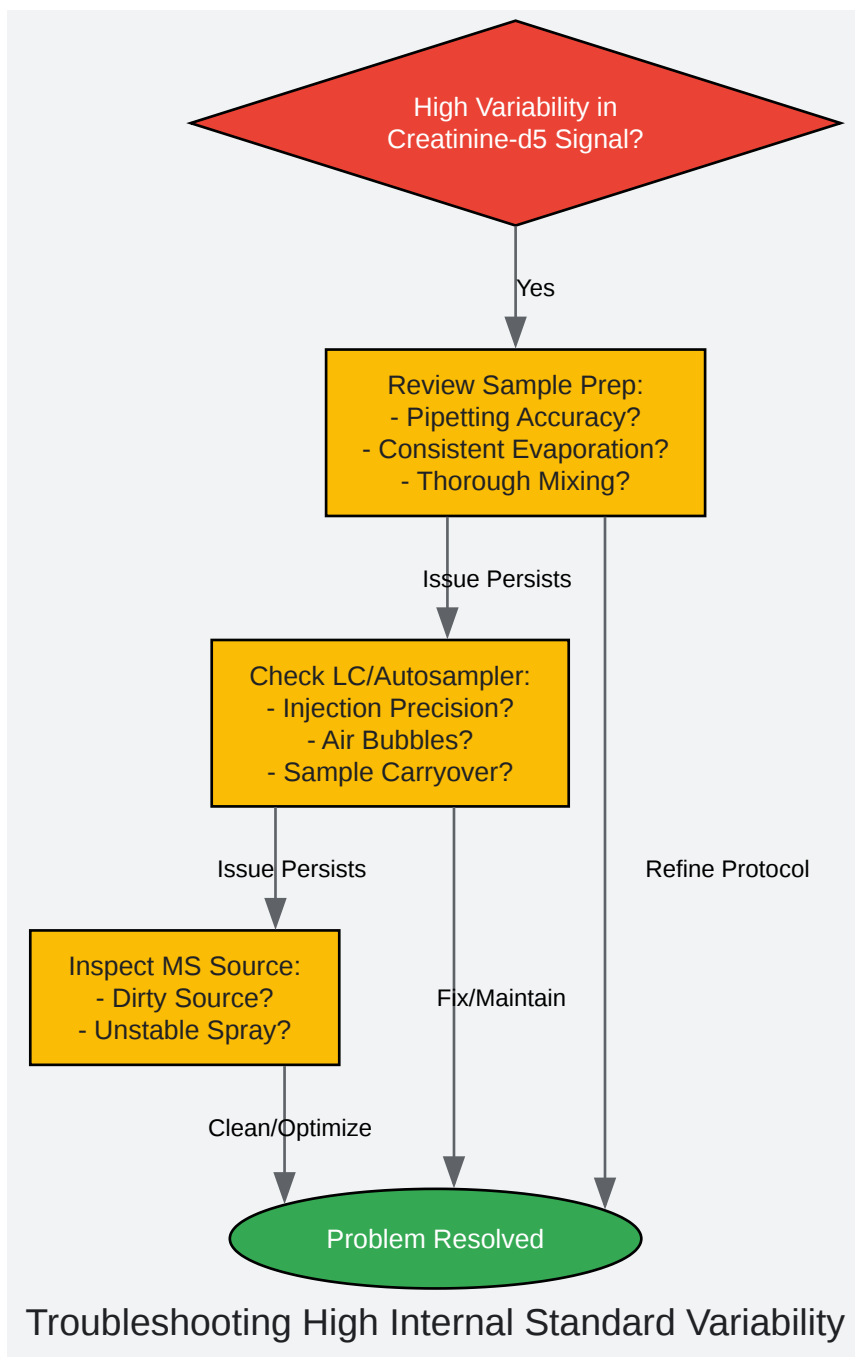 High Variability in
Creatinine-d5 Signal?
Yes
Review Sample Prep:
- Pipetting Accuracy?
- Consistent Evaporation?
- Thorough Mixing?
Issue Persists
Check LC/Autosampler:
- Injection Precision?
- Air Bubbles?
- Sample Carryover?
Issue Persists
Refine Protocol
Inspect MS Source:
- Dirty Source?
- Unstable Spray?
Fix/Maintain
Clean/Optimize
Problem Resolved
Troubleshooting High Internal Standard Variability